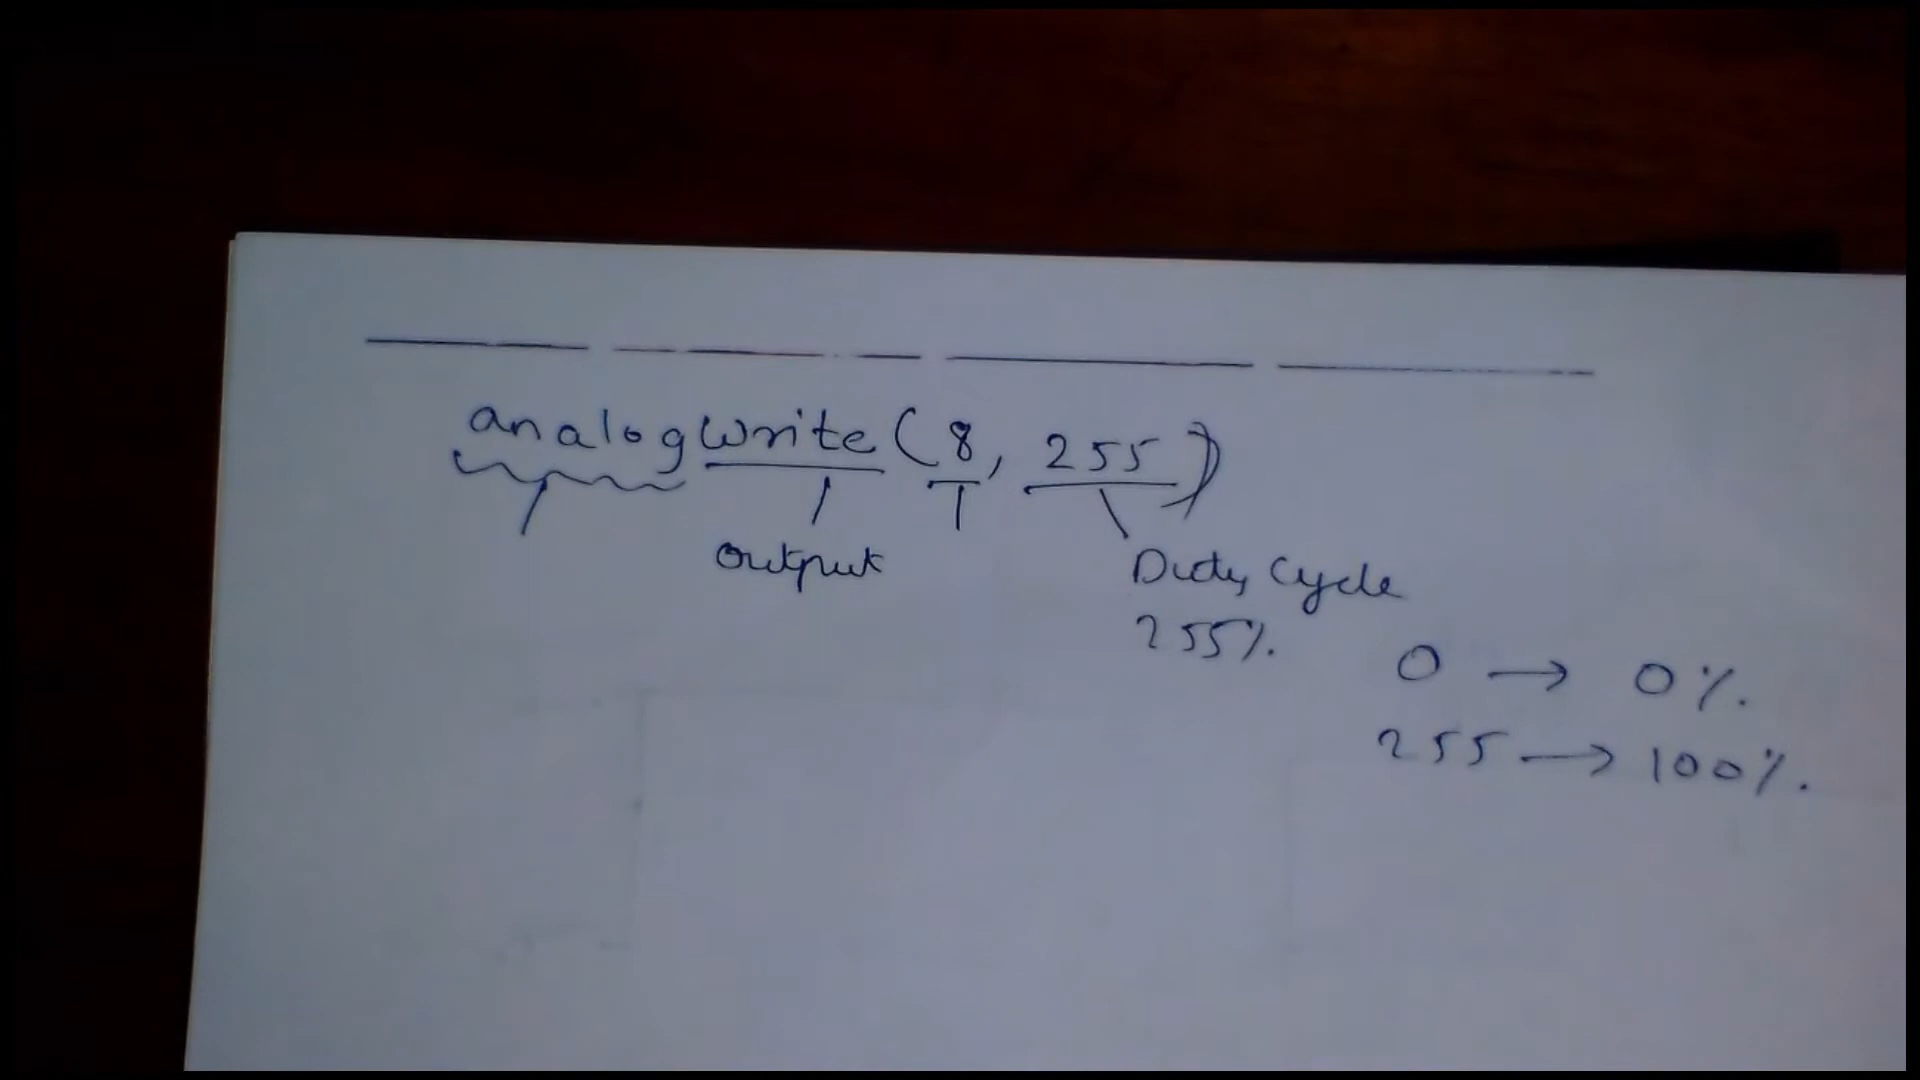 analogWrite(8, 255)
output
Duty Cycle
255%.
0 → 0%.
255 → 100%.